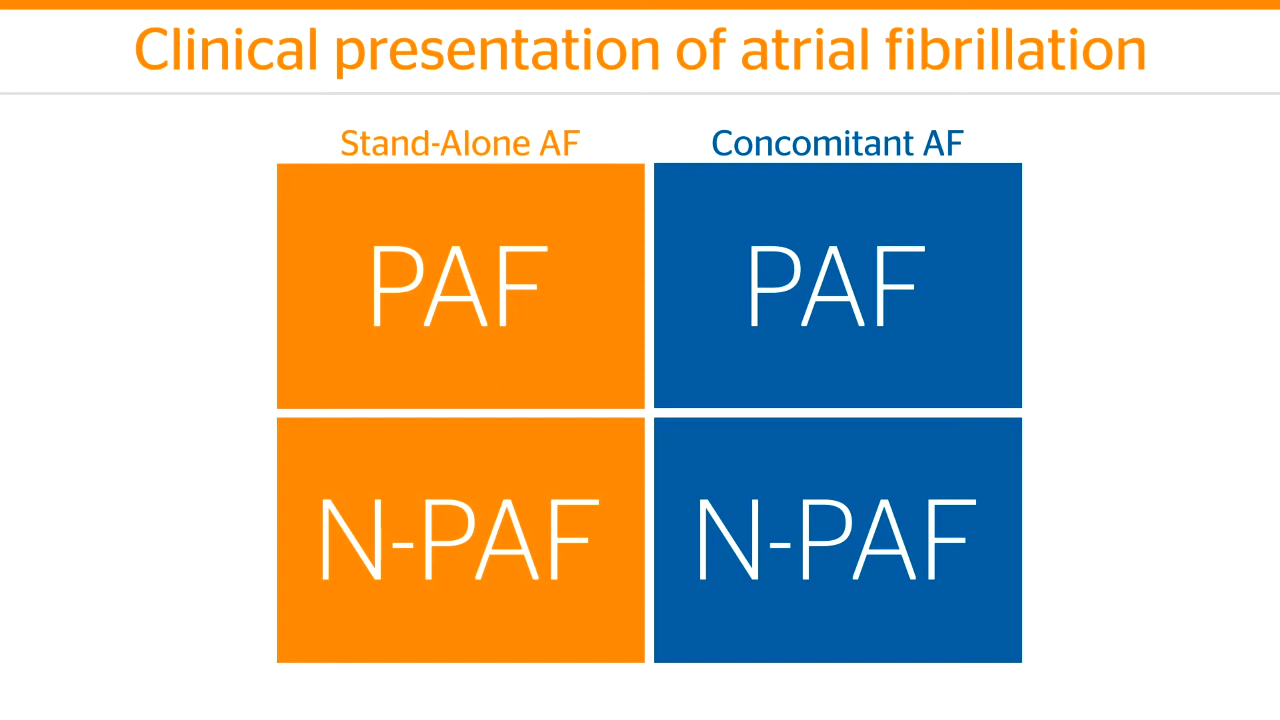 Clinical presentation of atrial fibrillation
Stand-Alone AF
Concomitant AF
PAF
PAF
N-PAF
N-PAF